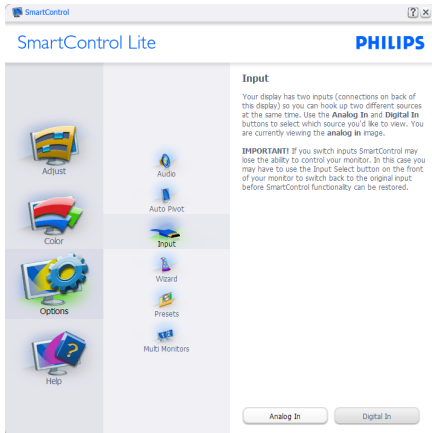 SmartControl
SmartControl Lite
PHILIPS
Adjust
Color
Options
Help
Audio
Auto Pivot
Input
Wizard
Presets
Multi Monitors
Input
Your display has two inputs (connections on back of
this display) so you can hook up two different sources
at the same time. Use the Analog In and Digital In
buttons to select which source you'd like to view. You
are currently viewing the analog in image.
IMPORTANT! If you switch inputs SmartControl may
lose the ability to control your monitor. In this case you
may have to use the Input Select button on the front
of your monitor to switch back to the original input
before SmartControl functionality can be restored.
Analog In
Digital In